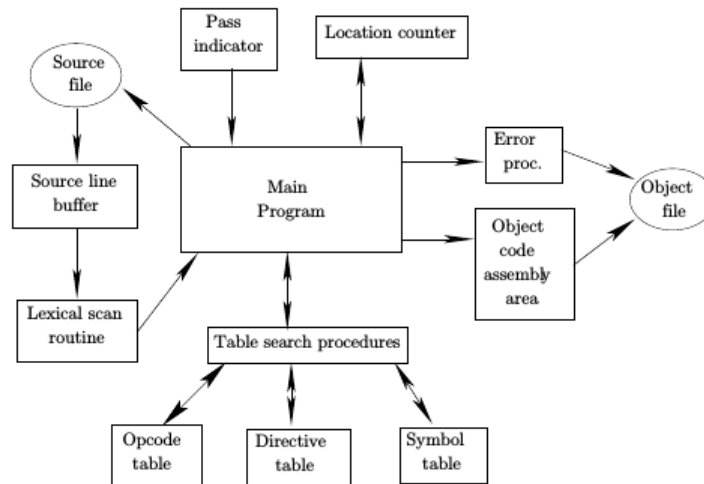 Pass
indicator
Location counter
Source
file
Error
proc.
Source line
buffer
Main
Program
Object
file
Object
code
assembly
area
Lexical scan
routine
Table search procedures
Opcode
table
Directive
table
Symbol
table